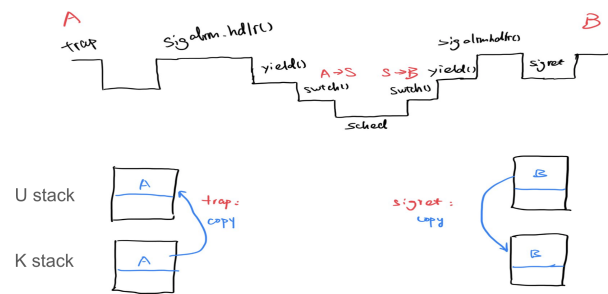 A
B
trap
sigalrm_hdlr()
sigalrmhdlr()
sigret
yield()
A→S
S→B
yield()
switch()
switch()
sched
U stack
A
trap:
copy
sigret:
copy
B
K stack
A
B